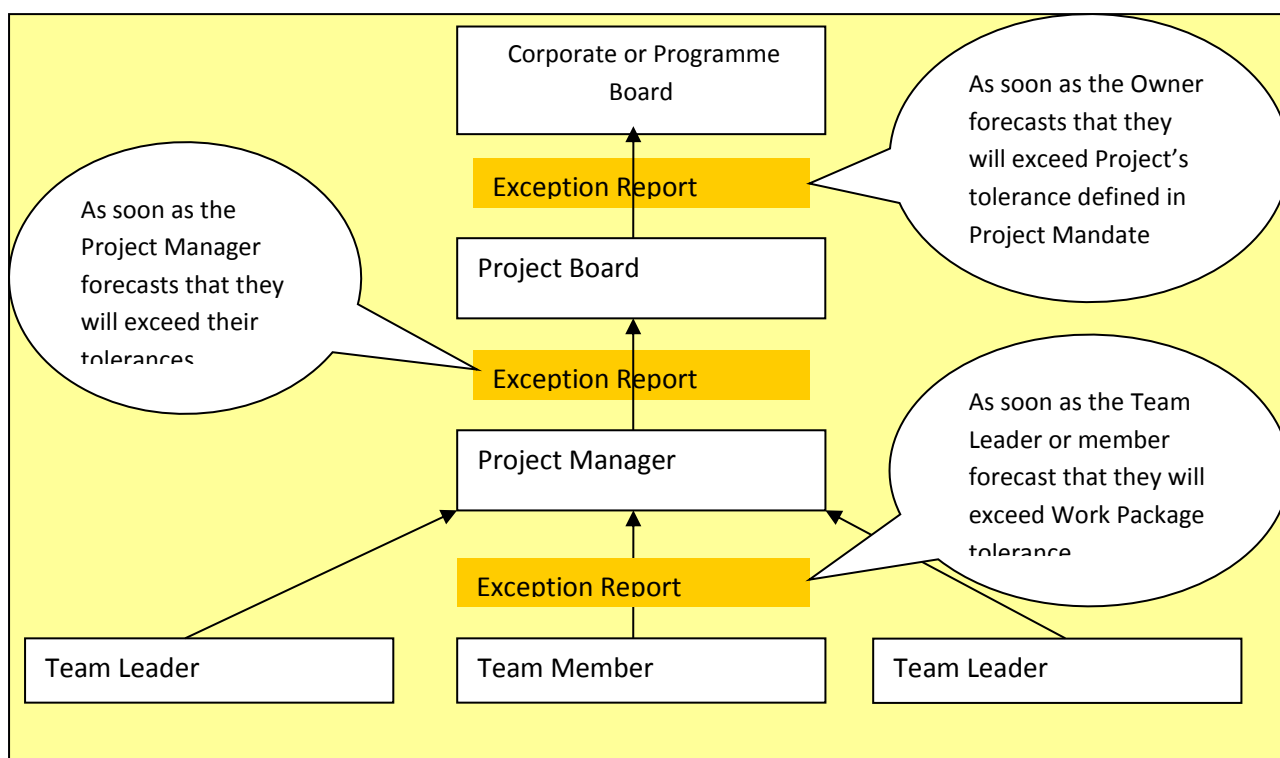 Corporate or Programme
Board
As soon as the Owner
forecasts that they
will exceed Project’s
tolerance defined in
Project Mandate
Exception Report
As soon as the
Project Manager
forecasts that they
will exceed their
tolerances
Project Board
Exception Report
As soon as the Team
Leader or member
forecast that they will
exceed Work Package
tolerance
Project Manager
Exception Report
Team Leader
Team Member
Team Leader